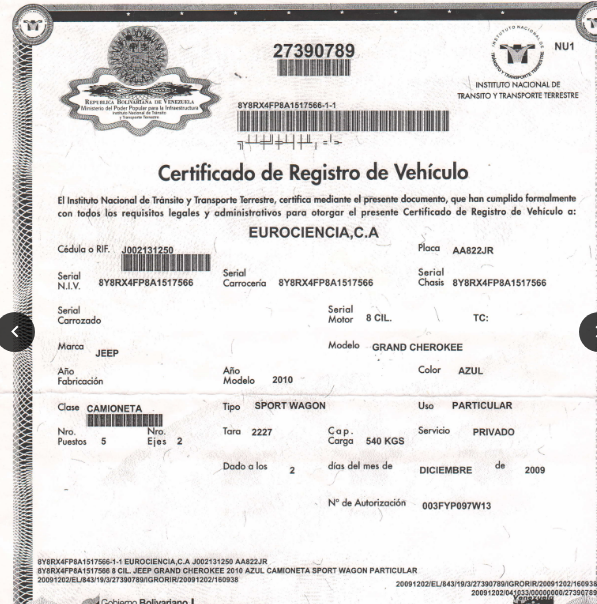 27390789
NU1
INSTITUTO NACIONAL DE
TRANSITO Y TRANSPORTE TERRESTRE
REPUBLICA BOLIVARIANA DE VENEZUELA
Ministerio del Poder Popular para la Infraestructura
Instituto Nacional de Tránsito
y Transporte Terrestre
8Y8RX4FP8A1517566-1-1
Certificado de Registro de Vehículo
El Instituto Nacional de Tránsito y Transporte Terrestre, certifica mediante el presente documento, que han cumplido formalmente
con todos los requisitos legales y administrativos para otorgar el presente Certificado de Registro de Vehículo a:
EUROCIENCIA,C.A
Cédula o RIF. J002131250 Placa AA822JR
Serial N.I.V. 8Y8RX4FP8A1517566 Serial Carrocería 8Y8RX4FP8A1517566 Serial Chasis 8Y8RX4FP8A1517566
Serial Carrozado Serial Motor 8 CIL. TC:
Marca JEEP Modelo GRAND CHEROKEE
Año Fabricación Año Modelo 2010 Color AZUL
Clase CAMIONETA Tipo SPORT WAGON Uso PARTICULAR
Nro. Puestos 5 Nro. Ejes 2 Tara 2227 Cap. Carga 540 KGS Servicio PRIVADO
Dado a los 2 días del mes de DICIEMBRE de 2009
N° de Autorización 003FYP097W13
8Y8RX4FP8A1517566-1-1 EUROCIENCIA,C.A J002131250 AA822JR
8Y8RX4FP8A1517566 8 CIL. JEEP GRAND CHEROKEE 2010 AZUL CAMIONETA SPORT WAGON PARTICULAR
20091202/EL/843/19/3/27390789/IGRORIR/20091202/160938
20091202/EL/843/19/3/27390789/IGRORIR/20091202/160938
20091202/041033/00000000/27390789
Gobierno Bolivariano
Venezuela